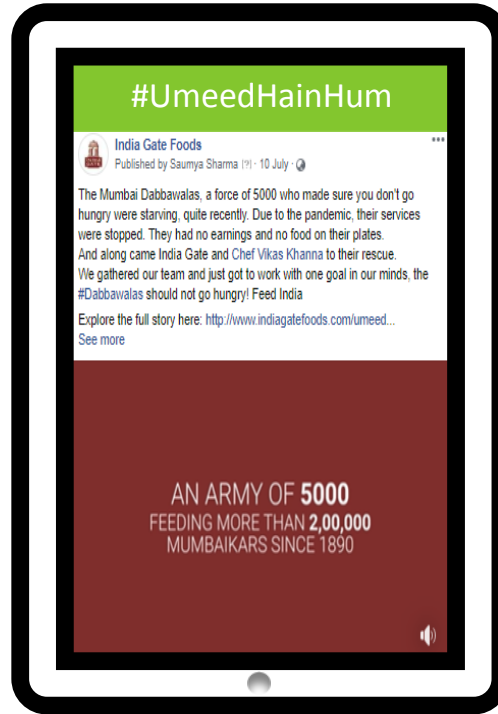 #UmeedHainHum
India Gate Foods
Published by Saumya Sharma [?] · 10 July ·
The Mumbai Dabbawalas, a force of 5000 who made sure you don't go
hungry were starving, quite recently. Due to the pandemic, their services
were stopped. They had no earnings and no food on their plates.
And along came India Gate and Chef Vikas Khanna to their rescue.
We gathered our team and just got to work with one goal in our minds, the
#Dabbawalas should not go hungry! Feed India
Explore the full story here: http://www.indiagatefoods.com/umeed...
See more
AN ARMY OF 5000
FEEDING MORE THAN 2,00,000
MUMBAIKARS SINCE 1890